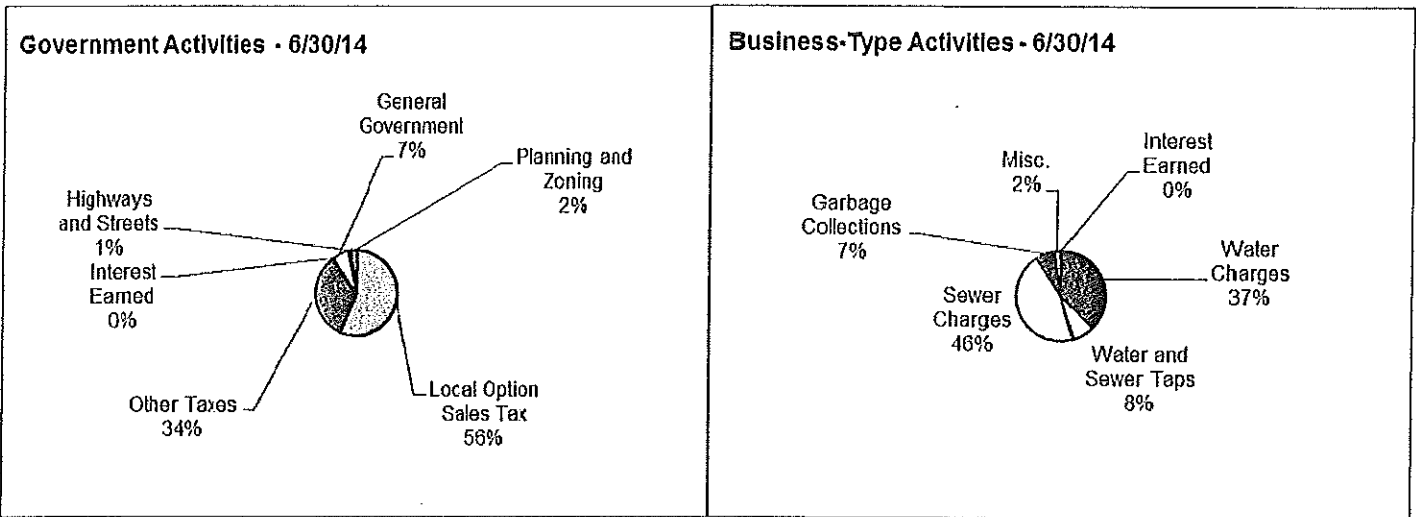 Government Activities - 6/30/14
General
Government
7%
Planning and
Zoning
2%
Highways
and Streets
1%
Interest
Earned
0%
Other Taxes
34%
Local Option
Sales Tax
56%
Business-Type Activities - 6/30/14
Interest
Earned
0%
Misc.
2%
Garbage
Collections
7%
Water
Charges
37%
Sewer
Charges
46%
Water and
Sewer Taps
8%